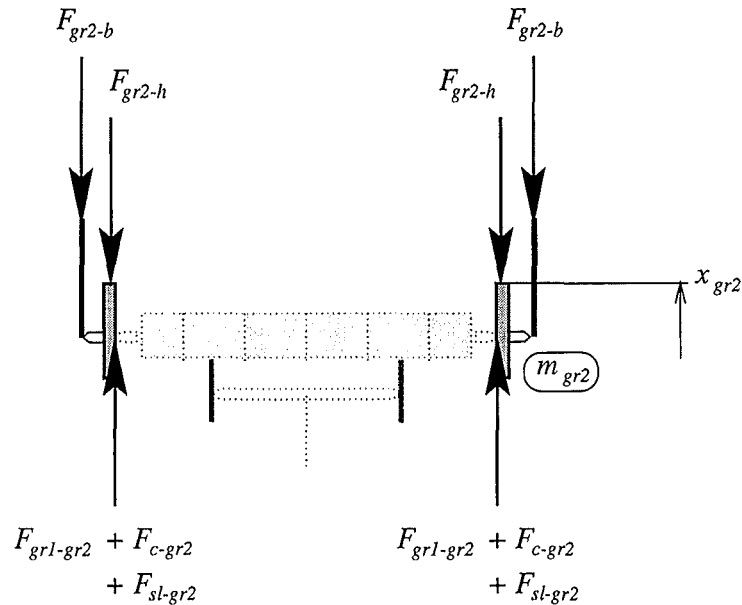 F_gr2-b F_gr2-b
F_gr2-h F_gr2-h
x_gr2
m_gr2
F_gr1-gr2 + F_c-gr2 F_gr1-gr2 + F_c-gr2
+ F_sl-gr2 + F_sl-gr2